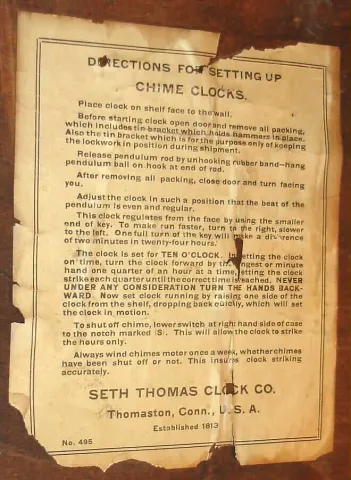 DIRECTIONS FOR SETTING UP
CHIME CLOCKS.
Place clock on shelf face to the wall.
Before starting clock open door and remove all packing,
which includes tin bracket which holds hammers in place.
Also the tin bracket which is for the purpose only of keeping
the lockwork in position during shipment.
Release pendulum rod by unhooking rubber band—hang
pendulum ball on hook at end of rod.
After removing all packing, close door and turn facing
you.
Adjust the clock in such a position that the beat of the
pendulum is even and regular.
This clock regulates from the face by using the smaller
end of key. To make run faster, turn to the right, slower
to the left. One full turn of the key will make a difference
of two minutes in twenty-four hours.
The clock is set for TEN O'CLOCK. In setting the clock
on time, turn the clock forward by the longest or minute
hand one quarter of an hour at a time, letting the clock
strike each quarter until the correct time is reached. NEVER
UNDER ANY CONSIDERATION TURN THE HANDS BACK-
WARD. Now set clock running by raising one side of the
clock from the shelf, dropping back quickly, which will set
the clock in motion.
To shut off chime, lower switch at right hand side of case
to the notch marked (S). This will allow the clock to strike
the hours only.
Always wind chimes motor once a week, whether chimes
have been shut off or not. This insures clock striking
accurately.
SETH THOMAS CLOCK CO.
Thomaston, Conn., U. S. A.
Established 1813
No. 495